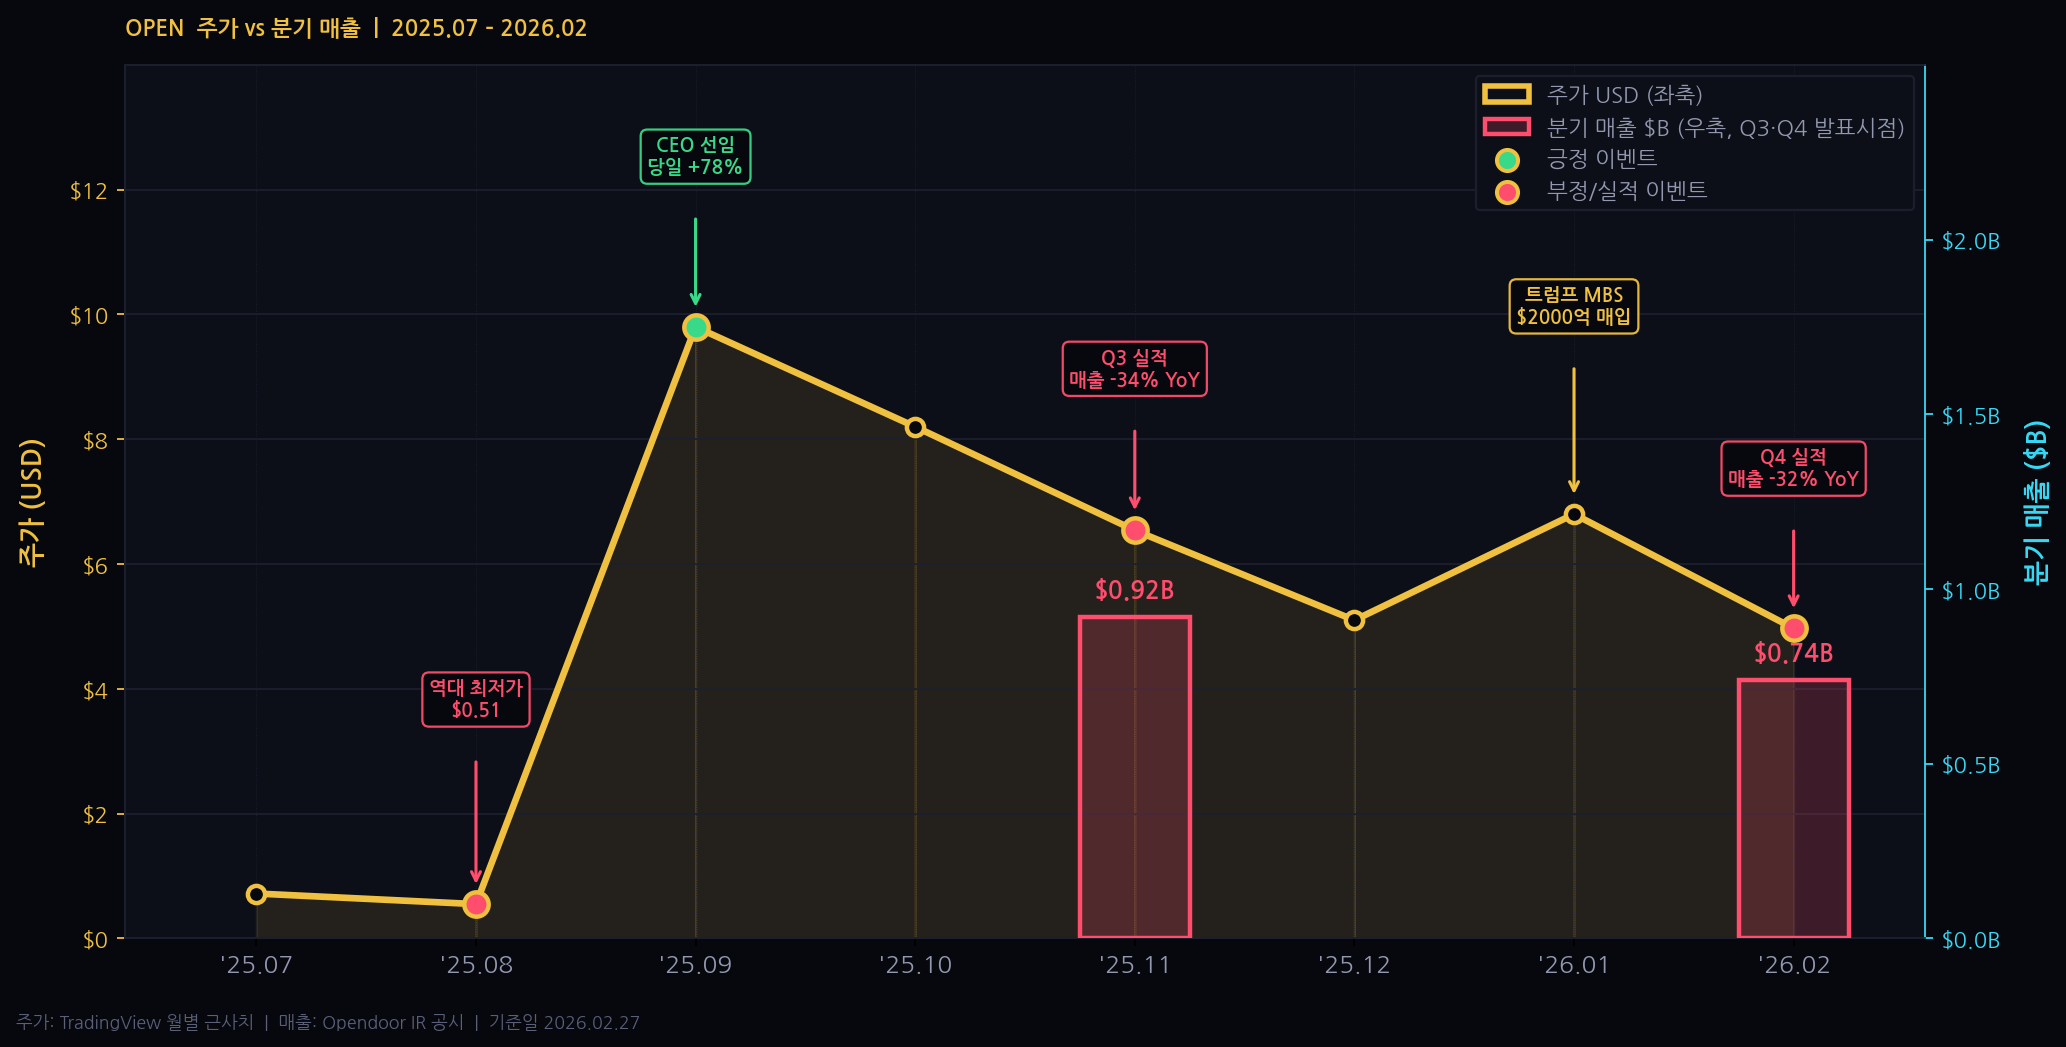 OPEN 주가 vs 분기 매출 | 2025.07 - 2026.02
주가 USD (좌축)
분기 매출 $B (우축, Q3·Q4 발표시점)
긍정 이벤트
부정/실적 이벤트
CEO 선임
당일 +78%
트럼프 MBS
$2000억 매입
Q3 실적
매출 -34% YoY
Q4 실적
매출 -32% YoY
역대 최저가
$0.51
$0.92B
$0.74B
주가 (USD)
$12
$10
$8
$6
$4
$2
$0
$2.0B
$1.5B
$1.0B
$0.5B
$0.0B
분기 매출 ($B)
'25.07
'25.08
'25.09
'25.10
'25.11
'25.12
'26.01
'26.02
주가: TradingView 월별 근사치 | 매출: Opendoor IR 공시 | 기준일 2026.02.27